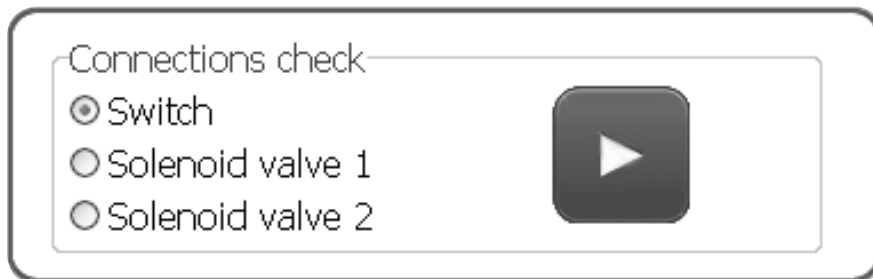 Connections check
Switch
Solenoid valve 1
Solenoid valve 2